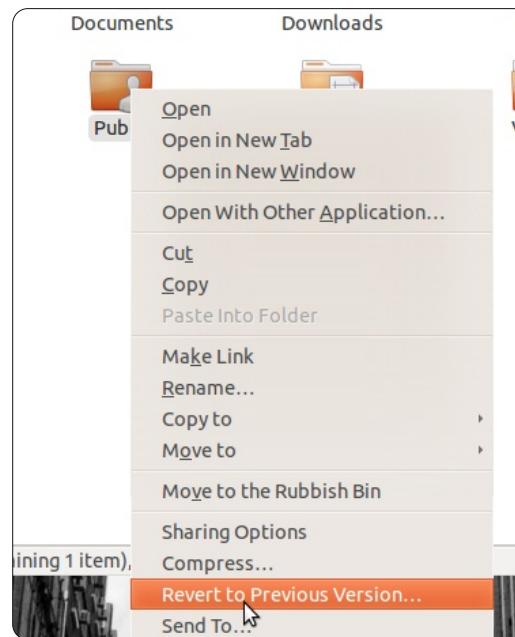 Documents Downloads
Pub
Open
Open in New Tab
Open in New Window
Open With Other Application...
Cut
Copy
Paste Into Folder
Make Link
Rename...
Copy to
Move to
Move to the Rubbish Bin
Sharing Options
ining 1 item),
Compress...
Revert to Previous Version...
Send To...